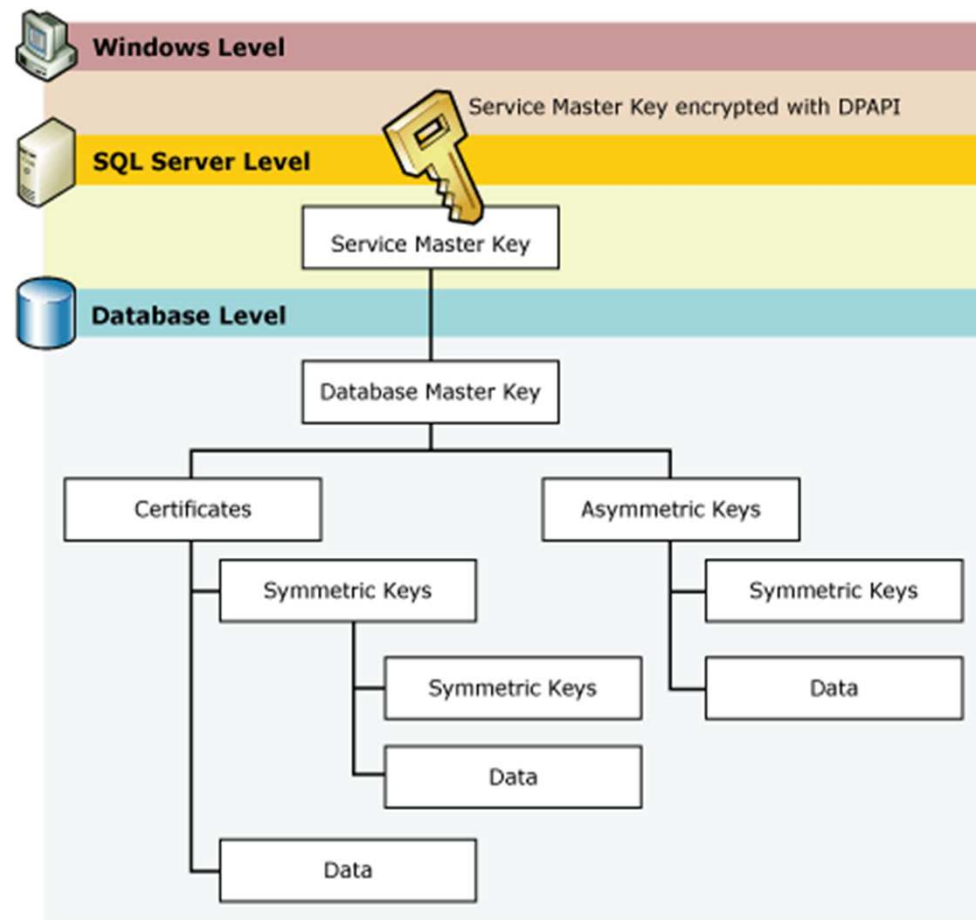 Windows Level
Service Master Key encrypted with DPAPI
SQL Server Level
Service Master Key
Database Level
Database Master Key
Certificates
Asymmetric Keys
Symmetric Keys
Symmetric Keys
Symmetric Keys
Data
Data
Data